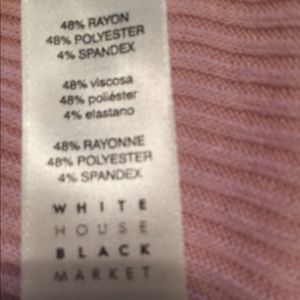 48% RAYON
48% POLYESTER
4% SPANDEX
48% viscosa
48% poliéster
4% elastano
48% RAYONNE
48% POLYESTER
4% SPANDEX
WHITE
HOUSE
BLACK
MARKET